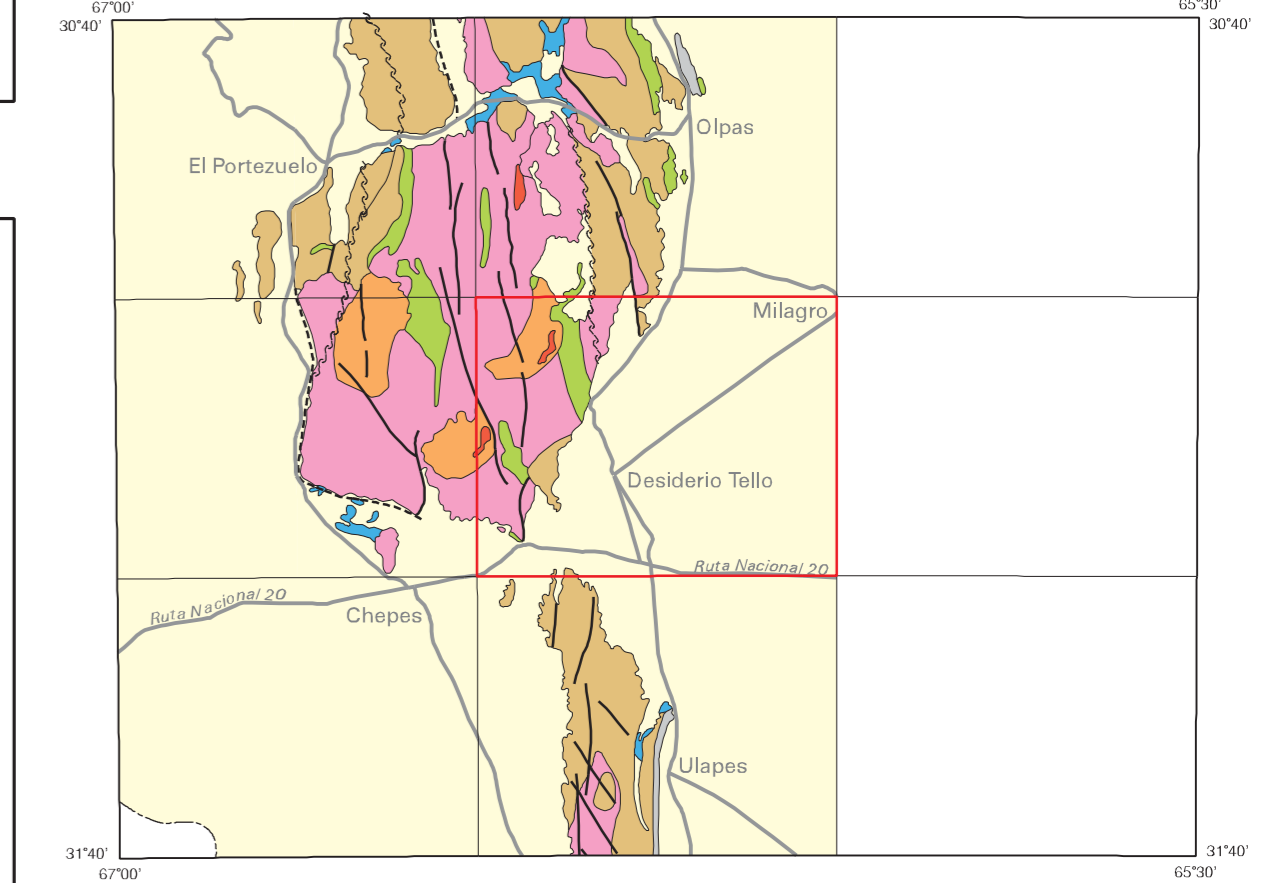 67°00'
65°30'
30°40'
30°40'
Olpas
El Portezuelo
Milagro
Desiderio Tello
Ruta Nacional 20
Ruta Nacional 20
Chepes
Ulapes
31°40'
31°40'
67°00'
65°30'